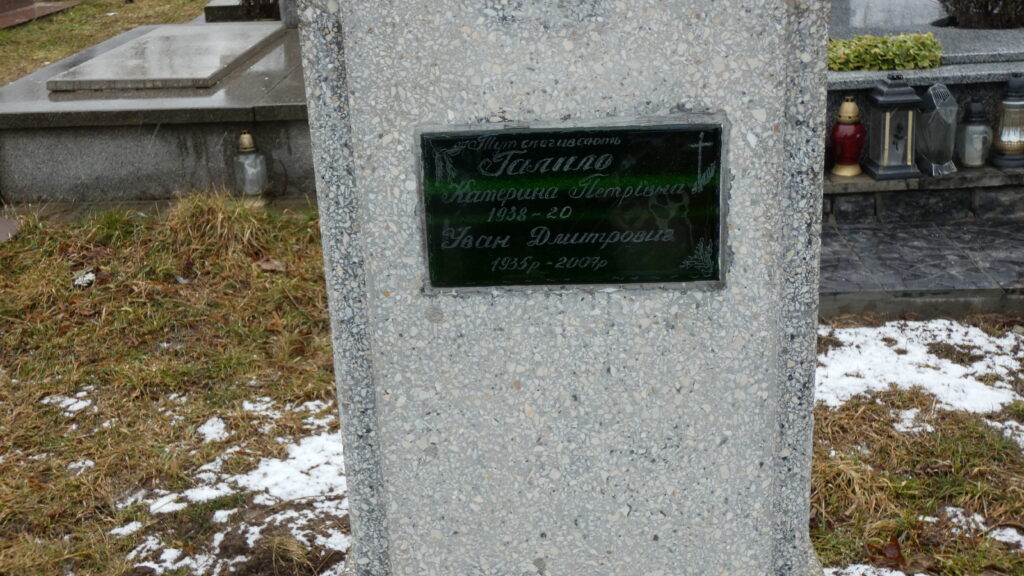 Тут спочивають
Галило
Катерина Петрівна
1938-20
Іван Дмитрович
1935р-2007р